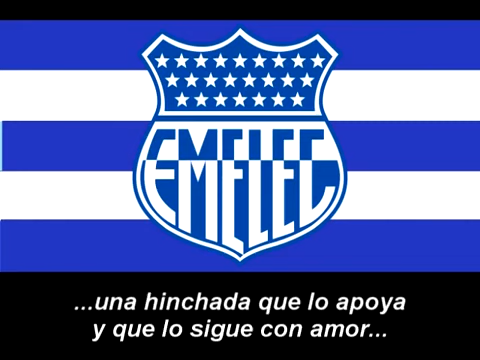 EMELEC
...una hinchada que lo apoya
y que lo sigue con amor...